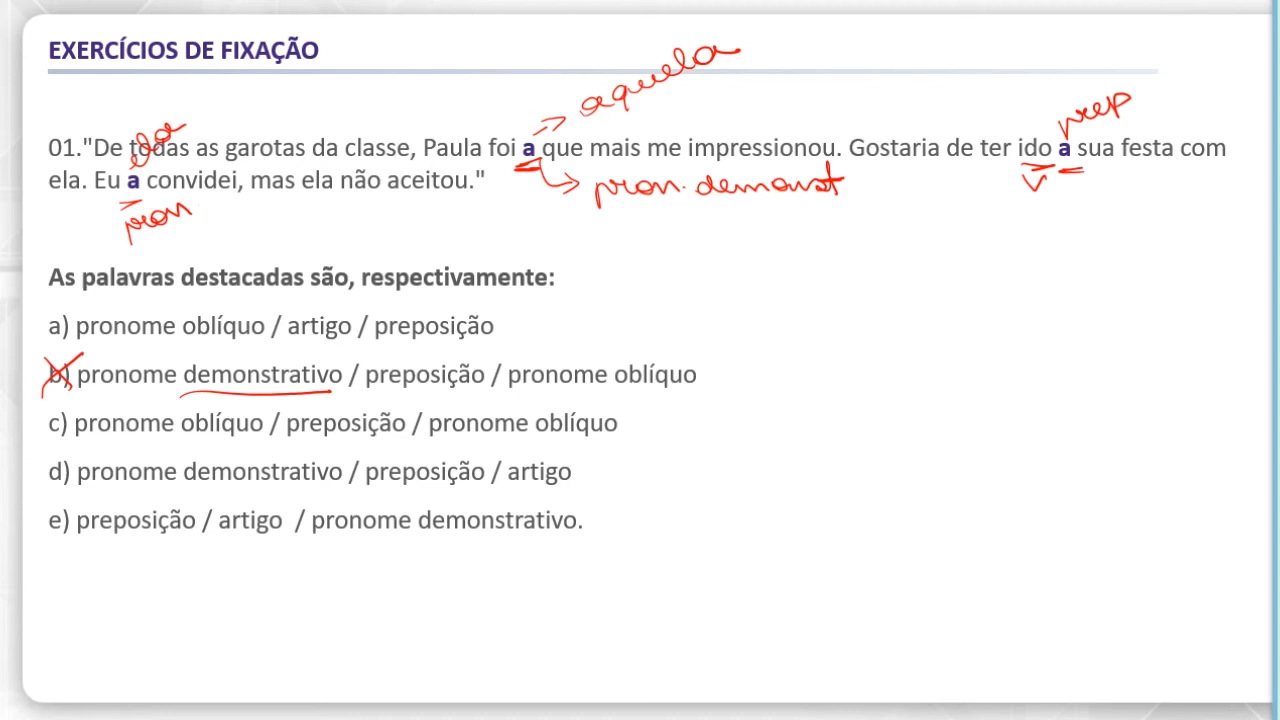 EXERCÍCIOS DE FIXAÇÃO
aquela
prep
ela
01."De todas as garotas da classe, Paula foi a que mais me impressionou. Gostaria de ter ido a sua festa com
ela. Eu a convidei, mas ela não aceitou."
pron. demonst
V
pron
As palavras destacadas são, respectivamente:
a) pronome oblíquo / artigo / preposição
b) pronome demonstrativo / preposição / pronome oblíquo
c) pronome oblíquo / preposição / pronome oblíquo
d) pronome demonstrativo / preposição / artigo
e) preposição / artigo / pronome demonstrativo.